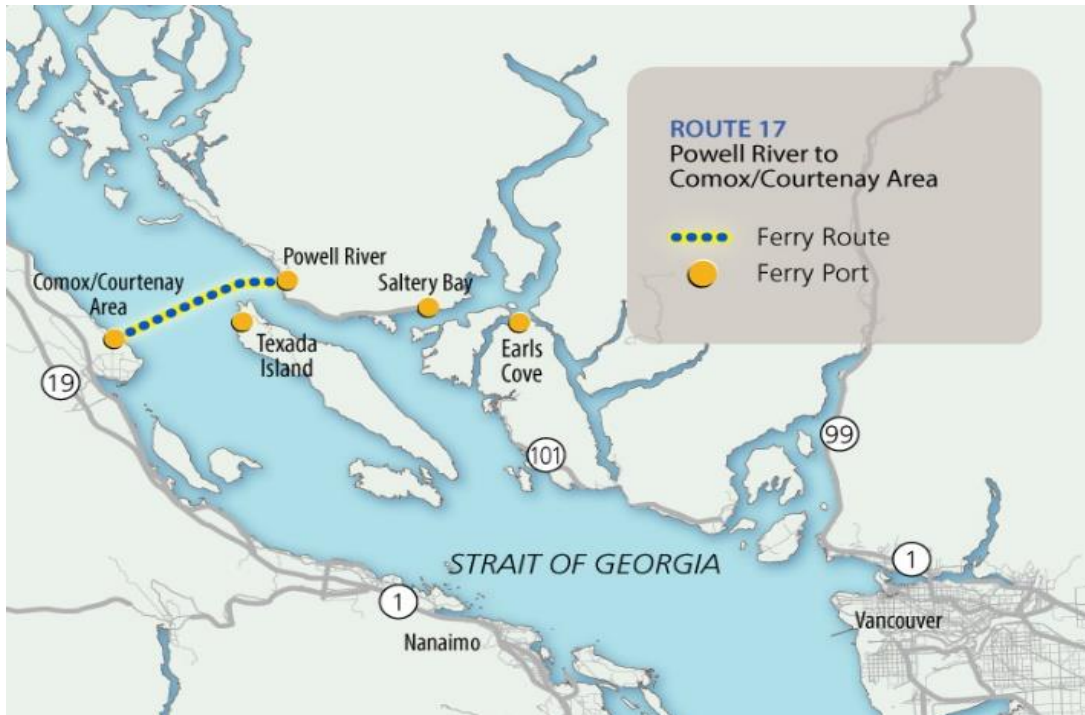 ROUTE 17
Powell River to
Comox/Courtenay Area
Ferry Route
Ferry Port
Powell River
Comox/Courtenay
Area
Saltery Bay
Texada
Island
Earls
Cove
19
101
99
STRAIT OF GEORGIA
1
1
Vancouver
Nanaimo